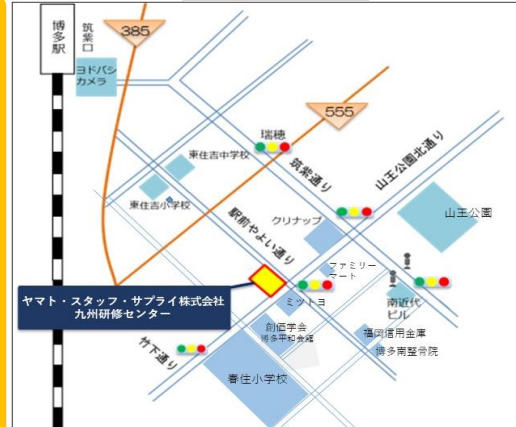 博多駅
筑紫口
385
ヨドバシ
カメラ
555
瑞穂
筑紫通り
山王公園北通り
東住吉中学校
東住吉小学校
駅前やよい通り
クリナップ
山王公園
ファミリー
マート
ヤマト・スタッフ・サプライ株式会社
九州研修センター
ミツトヨ
南近代
ビル
創価学会
博多平和会館
福岡信用金庫
博多南整骨院
竹下通り
春住小学校